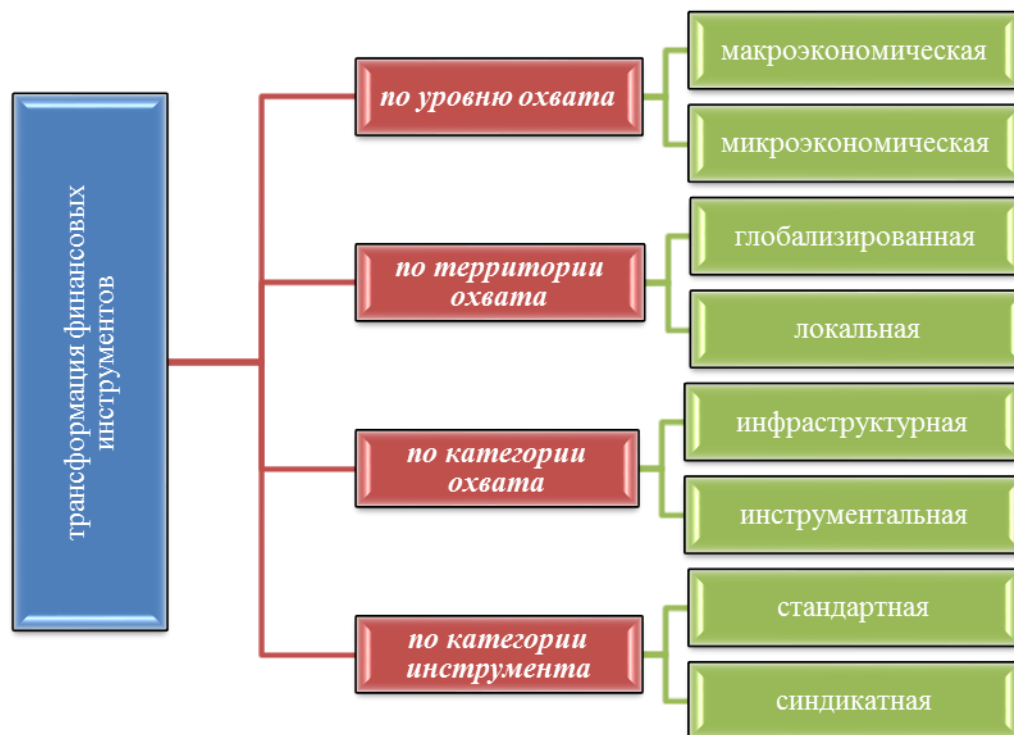 трансформация финансовых
инструментов
по уровню охвата
макроэкономическая
микроэкономическая
по территории
охвата
глобализированная
локальная
по категории
охвата
инфраструктурная
инструментальная
по категории
инструмента
стандартная
синдикатная